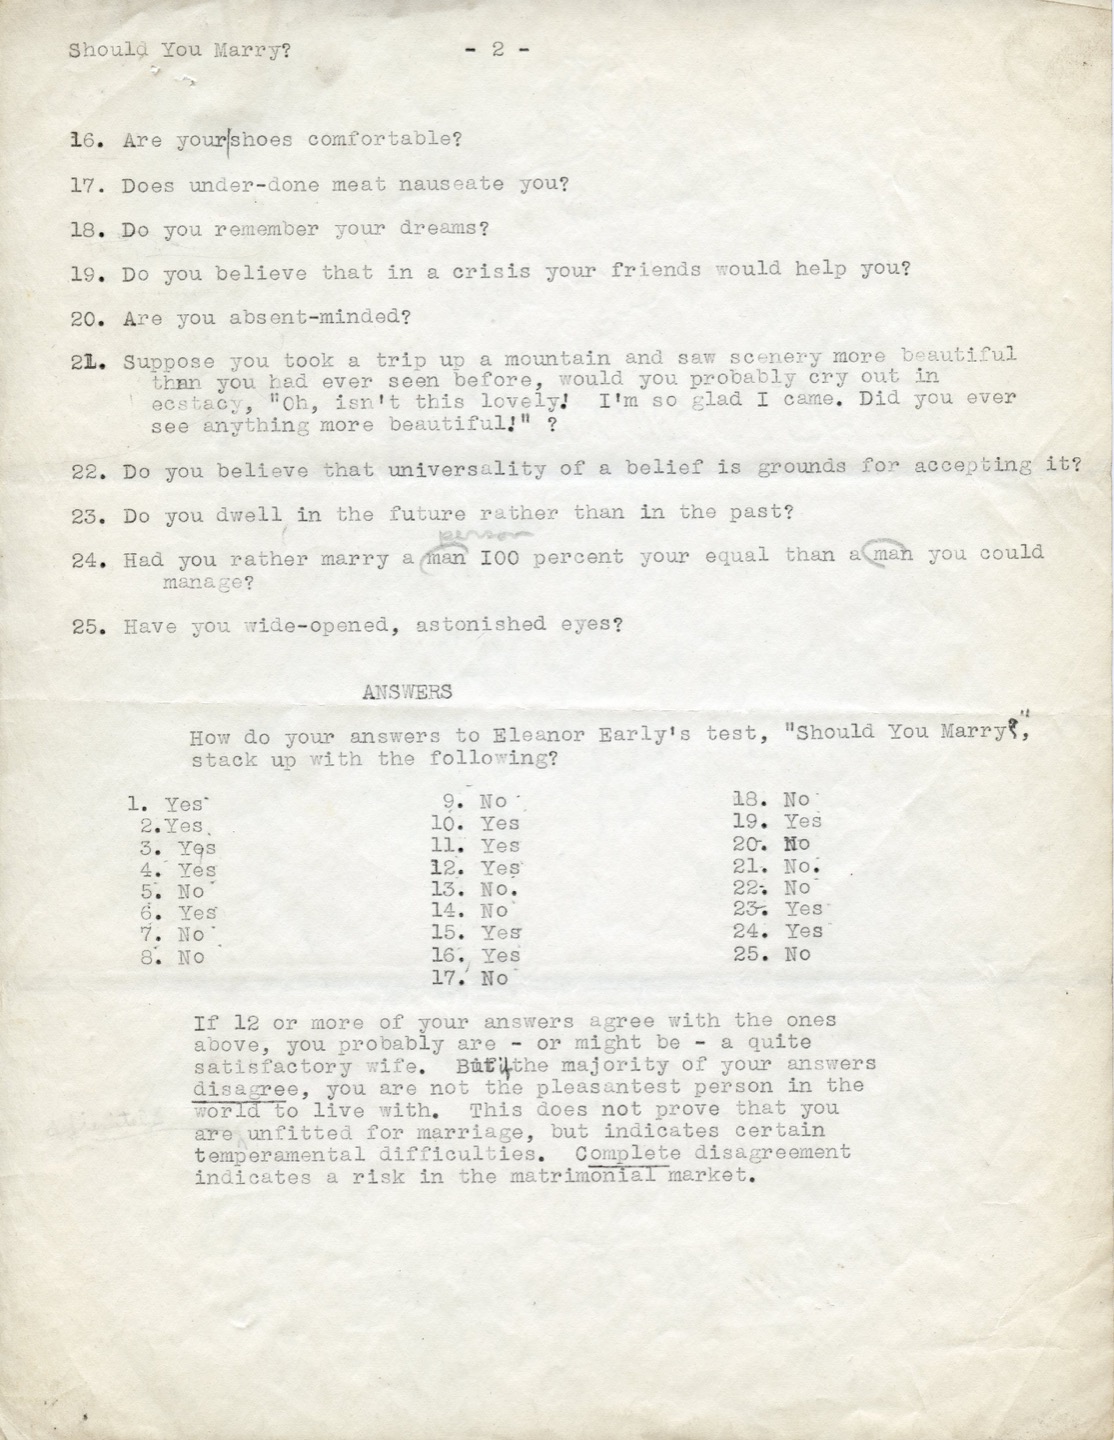 Should You Marry? - 2 -
16. Are your shoes comfortable?
17. Does under-done meat nauseate you?
18. Do you remember your dreams?
19. Do you believe that in a crisis your friends would help you?
20. Are you absent-minded?
21. Suppose you took a trip up a mountain and saw scenery more beautiful
than you had ever seen before, would you probably cry out in
ecstacy, "Oh, isn't this lovely! I'm so glad I came. Did you ever
see anything more beautiful!" ?
22. Do you believe that universality of a belief is grounds for accepting it?
23. Do you dwell in the future rather than in the past?
person
24. Had you rather marry a man I00 percent your equal than a man you could
manage?
25. Have you wide-opened, astonished eyes?
ANSWERS
How do your answers to Eleanor Early's test, "Should You Marry?",
stack up with the following?
1. Yes 9. No 18. No
2.Yes 10. Yes 19. Yes
3. Yes 11. Yes 20. No
4. Yes 12. Yes 21. No.
5. No 13. No. 22. No
6. Yes 14. No 23. Yes
7. No 15. Yes 24. Yes
8. No 16. Yes 25. No
17. No
If 12 or more of your answers agree with the ones
above, you probably are - or might be - a quite
satisfactory wife. But if the majority of your answers
disagree, you are not the pleasantest person in the
world to live with. This does not prove that you
are unfitted for marriage, but indicates certain
temperamental difficulties. Complete disagreement
indicates a risk in the matrimonial market.